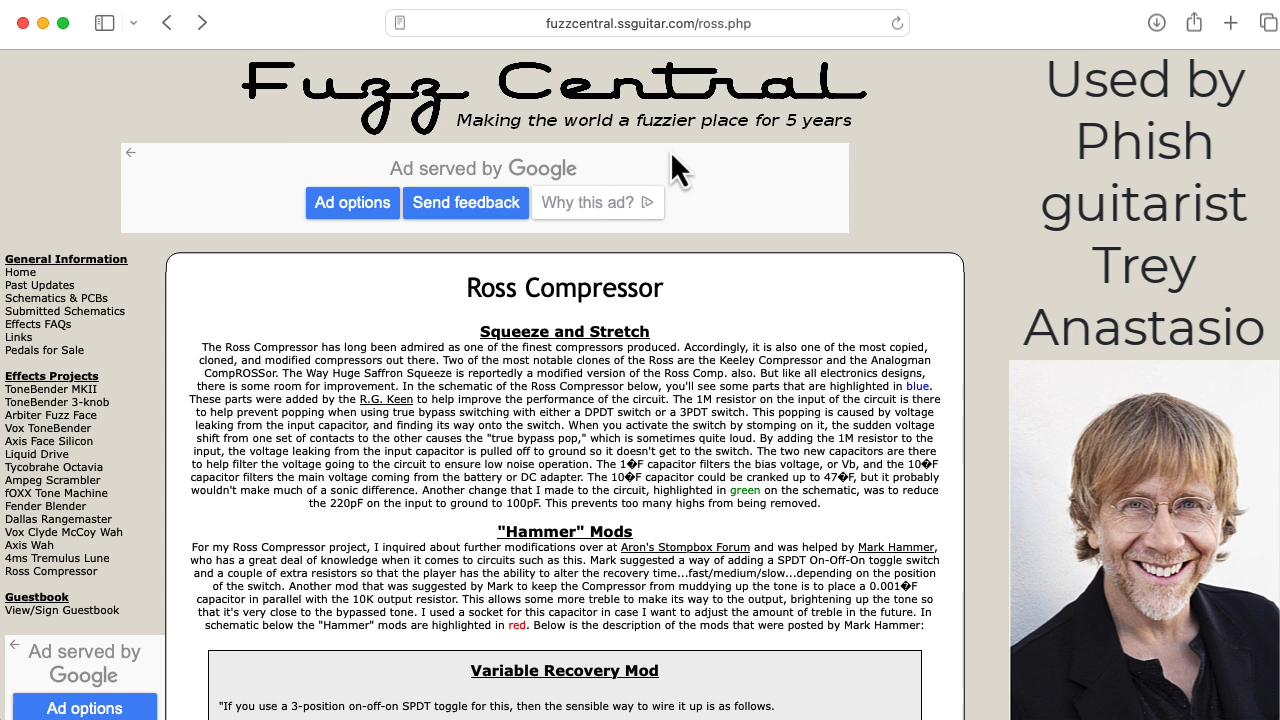 fuzzcentral.ssguitar.com/ross.php
Fuzz Central
Making the world a fuzzier place for 5 years
Ad served by Google
Ad options
Send feedback
Why this ad?
Used by
Phish
guitarist
Trey
Anastasio
General Information
Home
Past Updates
Schematics & PCBs
Submitted Schematics
Effects FAQs
Links
Pedals for Sale
Effects Projects
ToneBender MKII
ToneBender 3-knob
Arbiter Fuzz Face
Vox ToneBender
Axis Face Silicon
Liquid Drive
Tycobrahe Octavia
Ampeg Scrambler
fOXX Tone Machine
Fender Blender
Dallas Rangemaster
Vox Clyde McCoy Wah
Axis Wah
4ms Tremulus Lune
Ross Compressor
Guestbook
View/Sign Guestbook
Ad served by
Google
Ad options
Ross Compressor
Squeeze and Stretch
The Ross Compressor has long been admired as one of the finest compressors produced. Accordingly, it is also one of the most copied,
cloned, and modified compressors out there. Two of the most notable clones of the Ross are the Keeley Compressor and the Analogman
CompROSSor. The Way Huge Saffron Squeeze is reportedly a modified version of the Ross Comp. also. But like all electronics designs,
there is some room for improvement. In the schematic of the Ross Compressor below, you'll see some parts that are highlighted in blue.
These parts were added by the R.G. Keen to help improve the performance of the circuit. The 1M resistor on the input of the circuit is there
to help prevent popping when using true bypass switching with either a DPDT switch or a 3PDT switch. This popping is caused by voltage
leaking from the input capacitor, and finding its way onto the switch. When you activate the switch by stomping on it, the sudden voltage
shift from one set of contacts to the other causes the "true bypass pop," which is sometimes quite loud. By adding the 1M resistor to the
input, the voltage leaking from the input capacitor is pulled off to ground so it doesn't get to the switch. The two new capacitors are there
to help filter the voltage going to the circuit to ensure low noise operation. The 1�F capacitor filters the bias voltage, or Vb, and the 10�F
capacitor filters the main voltage coming from the battery or DC adapter. The 10�F capacitor could be cranked up to 47�F, but it probably
wouldn't make much of a sonic difference. Another change that I made to the circuit, highlighted in green on the schematic, was to reduce
the 220pF on the input to ground to 100pF. This prevents too many highs from being removed.
"Hammer" Mods
For my Ross Compressor project, I inquired about further modifications over at Aron's Stompbox Forum and was helped by Mark Hammer,
who has a great deal of knowledge when it comes to circuits such as this. Mark suggested a way of adding a SPDT On-Off-On toggle switch
and a couple of extra resistors so that the player has the ability to alter the recovery time...fast/medium/slow...depending on the position
of the switch. Another mod that was suggested by Mark to keep the Compressor from mudying up the tone is to place a 0.001�F
capacitor in parallel with the 10K output resistor. This allows some more treble to make its way to the output, brightening up the tone so
that it's very close to the bypassed tone. I used a socket for this capacitor in case I want to adjust the amount of treble in the future. In
schematic below the "Hammer" mods are highlighted in red. Below is the description of the mods that were posted by Mark Hammer:
Variable Recovery Mod
"If you use a 3-position on-off-on SPDT toggle for this, then the sensible way to wire it up is as follows.